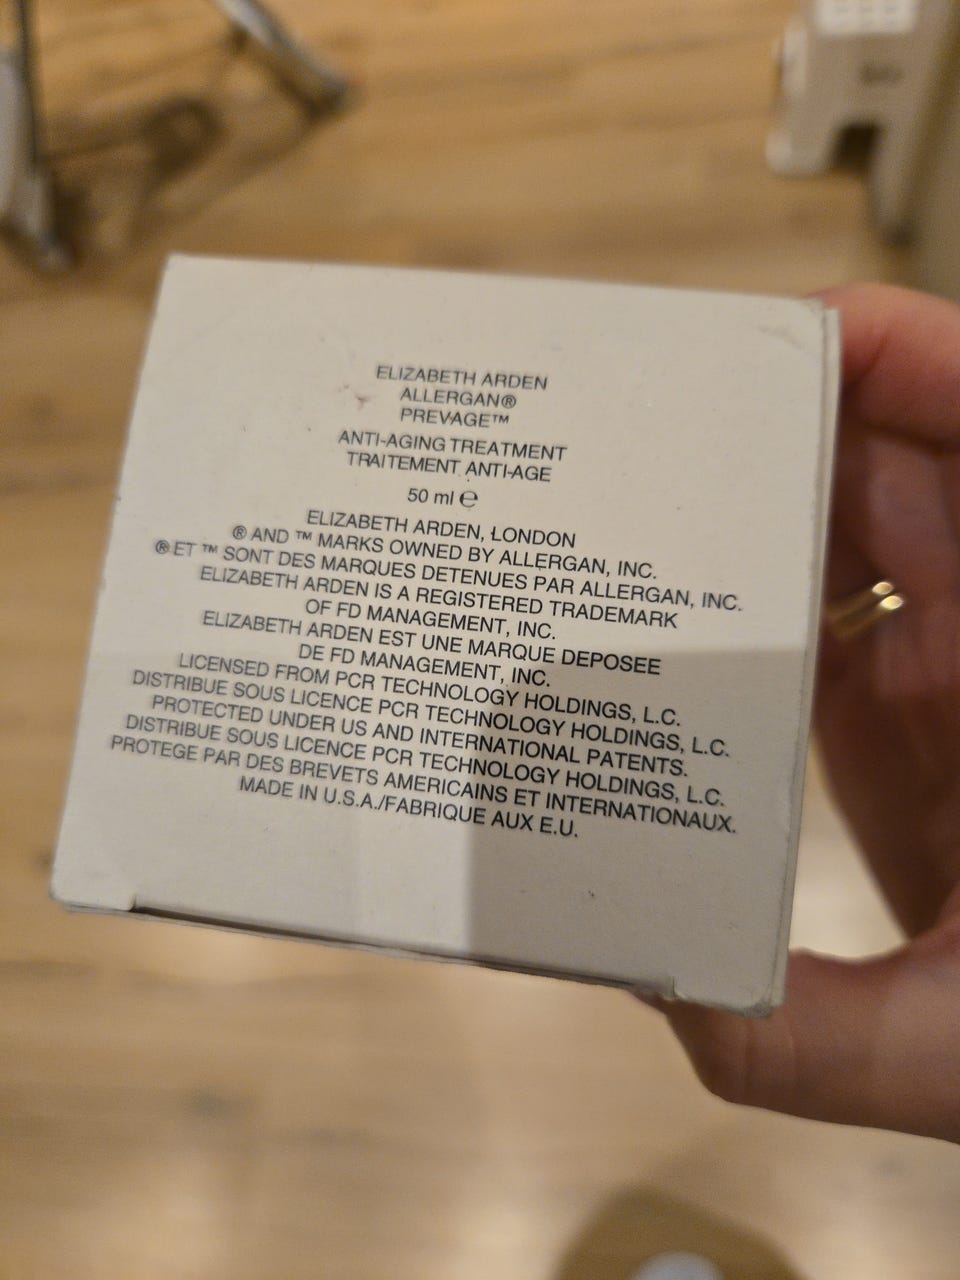 ELIZABETH ARDEN
ALLERGAN®
PREVAGE™
ANTI-AGING TREATMENT
TRAITEMENT ANTI-AGE
50 ml ℮
ELIZABETH ARDEN, LONDON
® AND ™ MARKS OWNED BY ALLERGAN, INC.
® ET ™ SONT DES MARQUES DETENUES PAR ALLERGAN, INC.
ELIZABETH ARDEN IS A REGISTERED TRADEMARK
OF FD MANAGEMENT, INC.
ELIZABETH ARDEN EST UNE MARQUE DEPOSEE
DE FD MANAGEMENT, INC.
LICENSED FROM PCR TECHNOLOGY HOLDINGS, L.C.
DISTRIBUE SOUS LICENCE PCR TECHNOLOGY HOLDINGS, L.C.
PROTECTED UNDER US AND INTERNATIONAL PATENTS.
DISTRIBUE SOUS LICENCE PCR TECHNOLOGY HOLDINGS, L.C.
PROTEGE PAR DES BREVETS AMERICAINS ET INTERNATIONAUX.
MADE IN U.S.A./FABRIQUE AUX E.U.